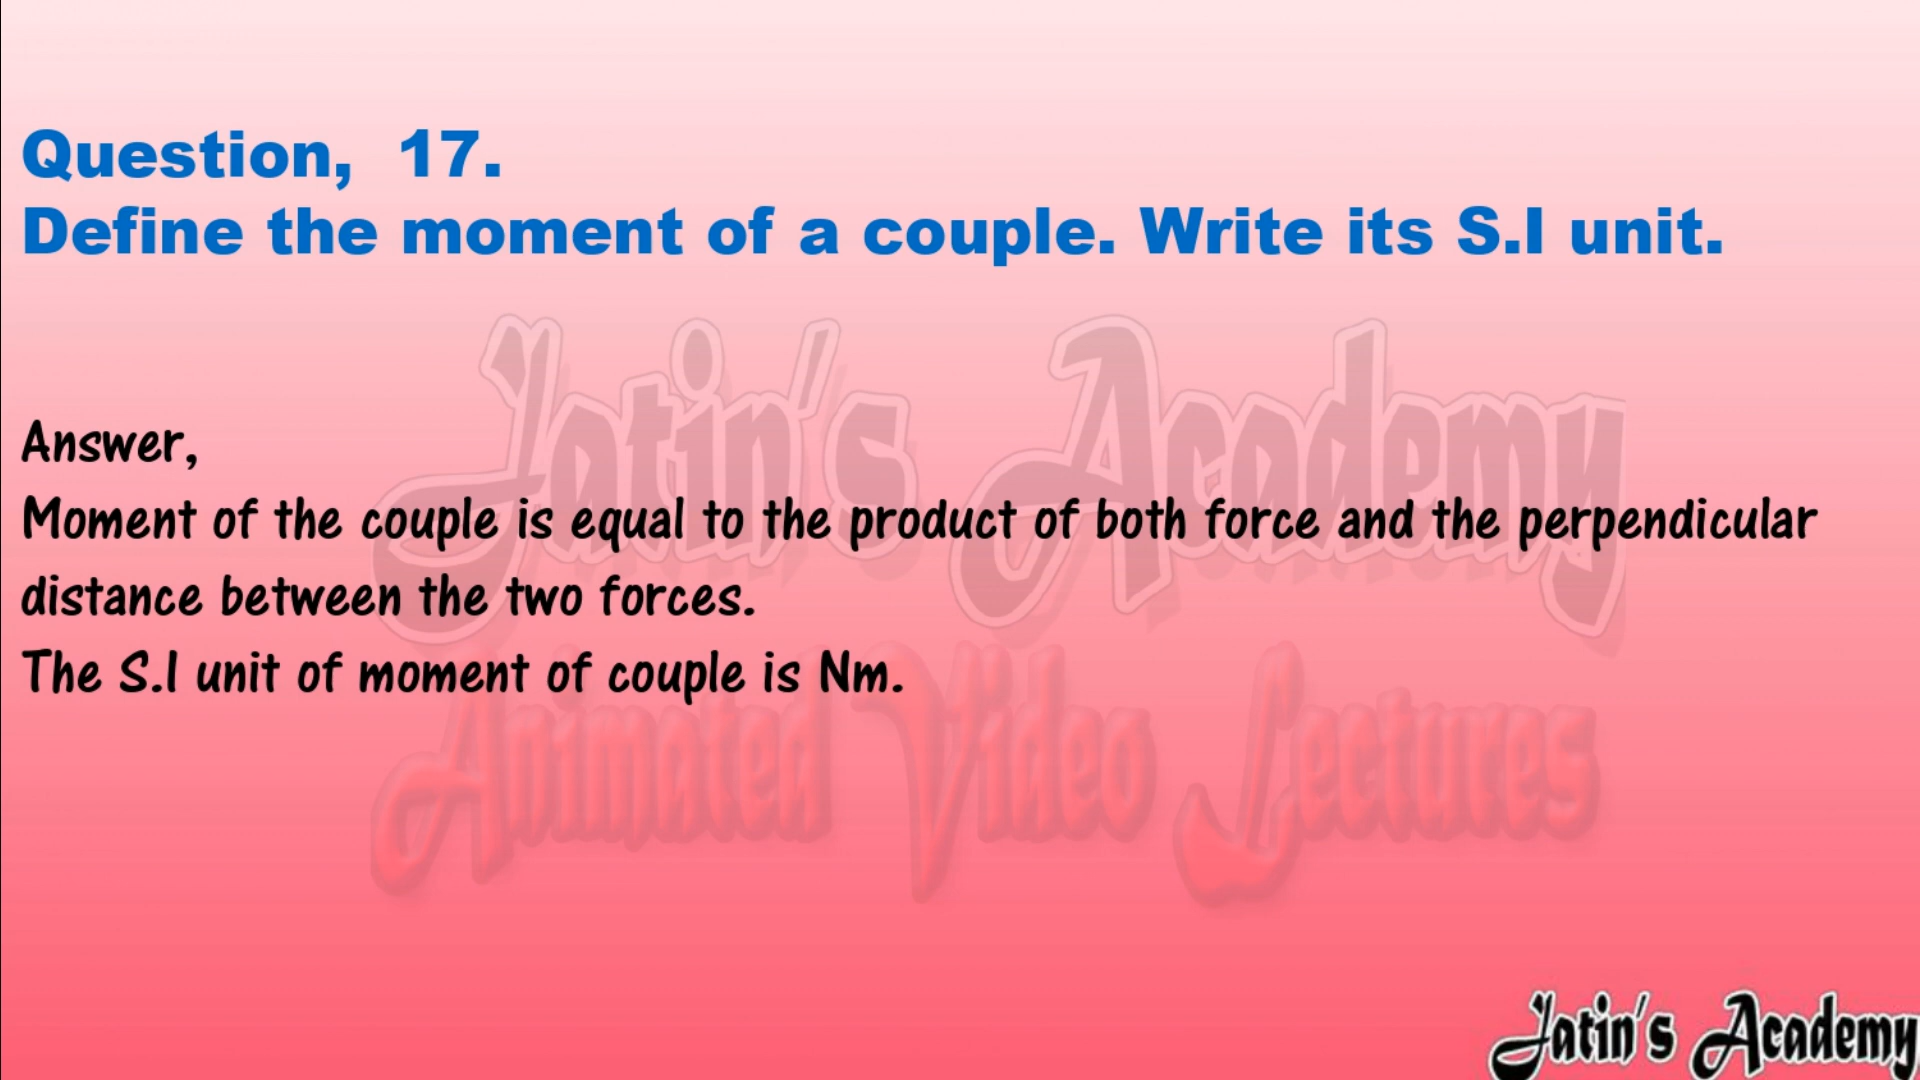 Question, 17.
Define the moment of a couple. Write its S.I unit.
Jatin's Academy
Answer,
Moment of the couple is equal to the product of both force and the perpendicular
distance between the two forces.
The S.I unit of moment of couple is Nm.
Animated Video Lectures
Jatin's Academy